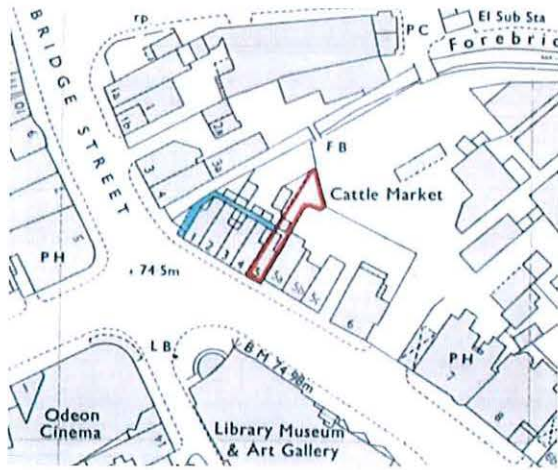 BRIDGE STREET
rp
PC
El Sub Sta
Forebrid
1a
1b
1
2a
3
3a
4
FB
Cattle Market
10
6
5
PH
1
2
3
4
5
5a
5b
5c
6
74.5m
LB
BM 74.98m
PH
7
8
Odeon
Cinema
Library Museum
& Art Gallery